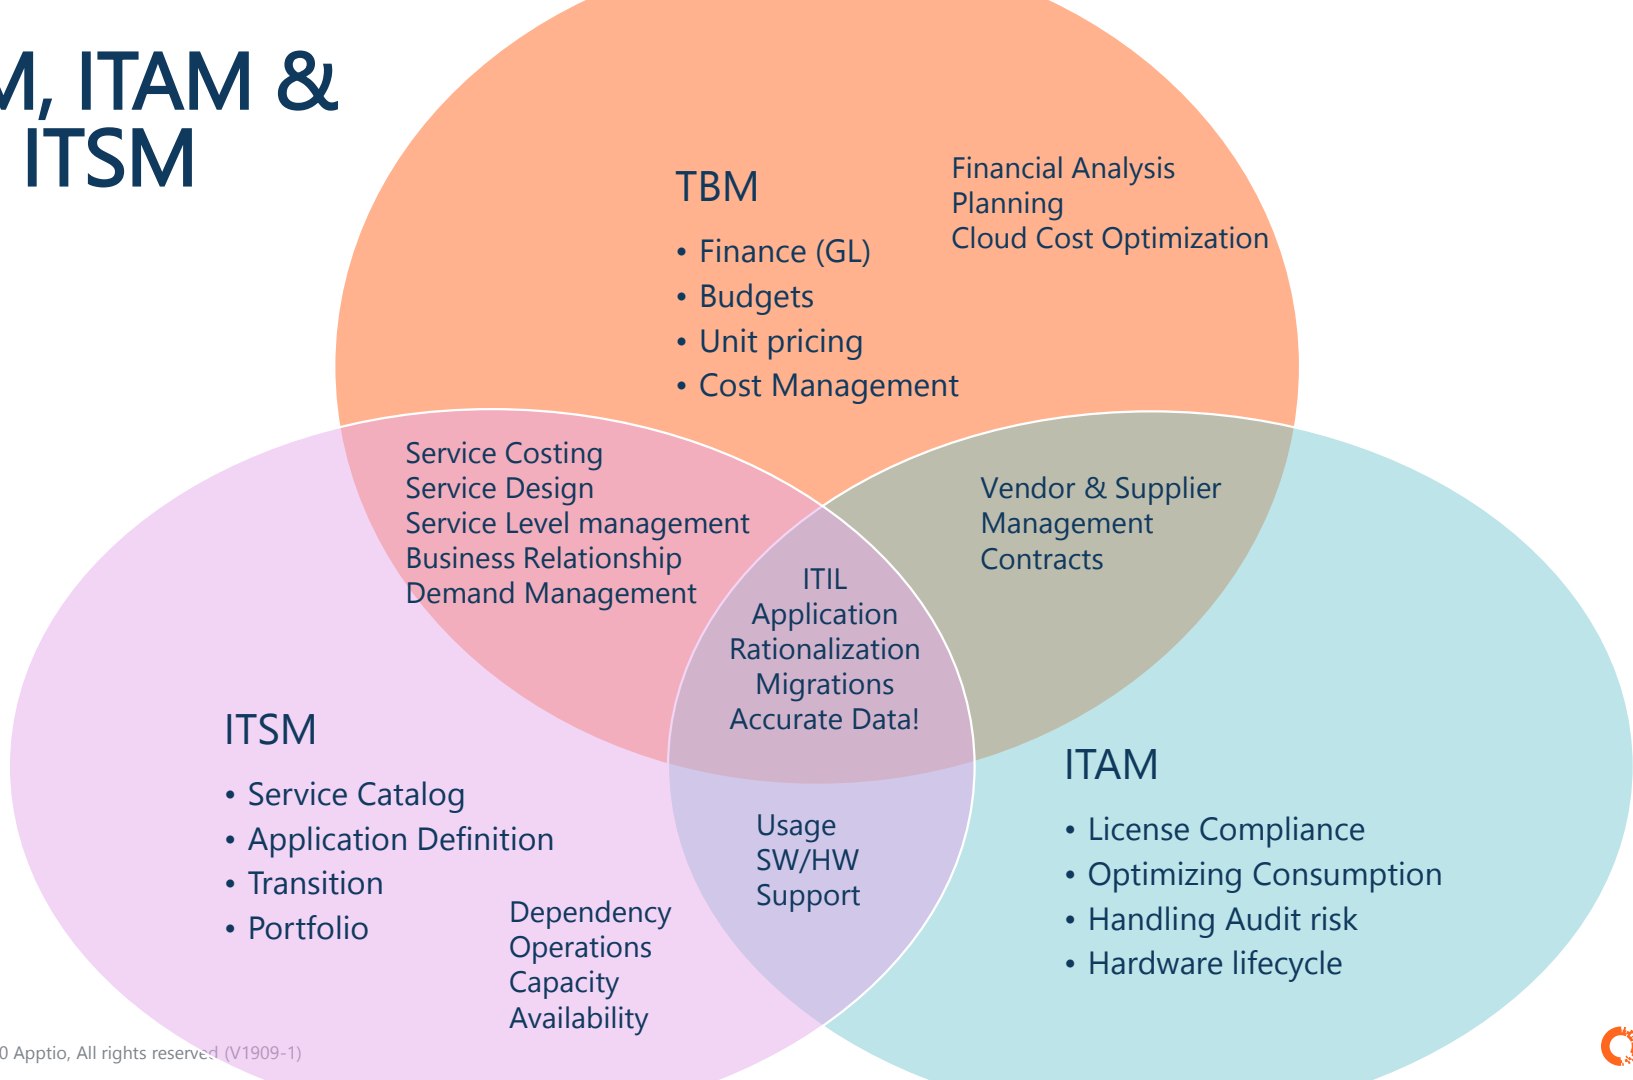 M, ITAM &
ITSM
TBM
• Finance (GL)
• Budgets
• Unit pricing
• Cost Management
Financial Analysis
Planning
Cloud Cost Optimization
Service Costing
Service Design
Service Level management
Business Relationship
Demand Management
Vendor & Supplier
Management
Contracts
ITIL
Application
Rationalization
Migrations
Accurate Data!
ITSM
• Service Catalog
• Application Definition
• Transition
• Portfolio
Dependency
Operations
Capacity
Availability
Usage
SW/HW
Support
ITAM
• License Compliance
• Optimizing Consumption
• Handling Audit risk
• Hardware lifecycle
0 Apptio, All rights reserved (V1909-1)